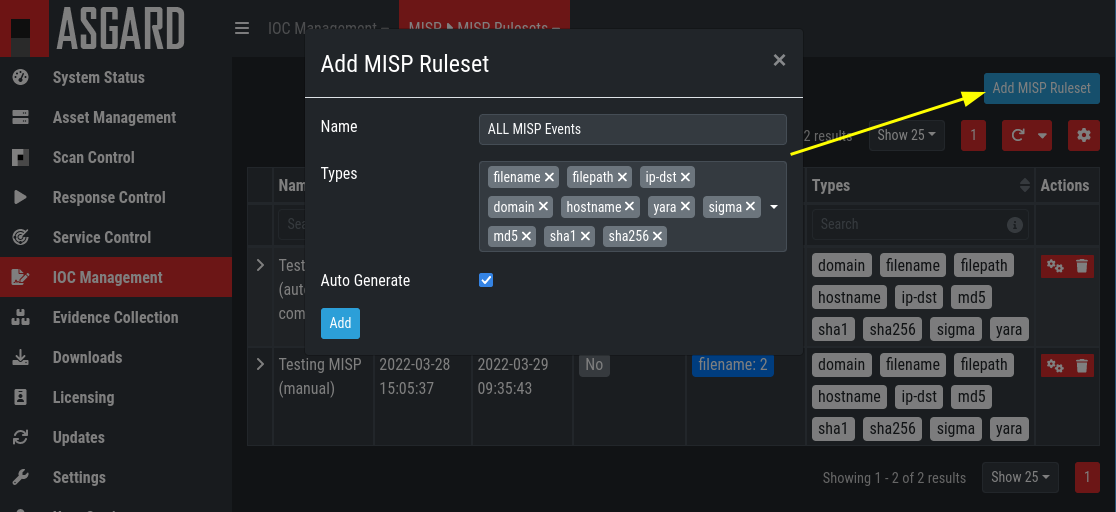 ASGARD
IOC Management
MISP MISP Rulesets
System Status
Asset Management
Scan Control
Response Control
Service Control
IOC Management
Evidence Collection
Downloads
Licensing
Updates
Settings
Add MISP Ruleset ×
Name ALL MISP Events
Types
filename × filepath × ip-dst ×
domain × hostname × yara × sigma ×
md5 × sha1 × sha256 ×
Auto Generate
Add
Add MISP Ruleset
2 results Show 25 1
Types Actions
Search
domain filename filepath
hostname ip-dst md5
sha1 sha256 sigma yara
Testing MISP (manual)
2022-03-28 15:05:37
2022-03-29 09:35:43
No
filename: 2
domain filename filepath
hostname ip-dst md5
sha1 sha256 sigma yara
Showing 1 - 2 of 2 results Show 25 1